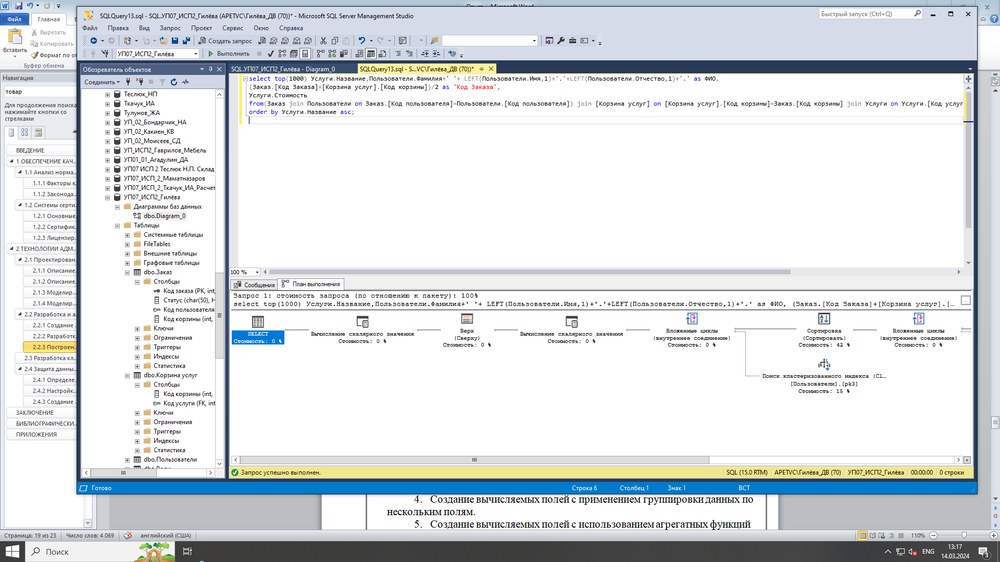 Отчет - Microsoft Word
SQLQuery13.sql - SQL.УП07_ИСП2_Гилёва (APETVC\Гилёва_ДВ (70))* - Microsoft SQL Server Management Studio
Быстрый запуск (Ctrl+Q)
Файл Правка Вид Запрос Проект Сервис Окно Справка
Создать запрос
MDX DMX XMLA DAX
УП07_ИСП2_Гилёва
Выполнить
Файл
Главная
Вырезать
Копировать
Вставить
Формат по об
Буфер обмена
Навигация
товар
Для продолжения поиска
нажимайте кнопки со
стрелками
ВВЕДЕНИЕ
1 ОБЕСПЕЧЕНИЕ КАЧ...
1.1 Анализ норма...
1.1.1 Факторы к...
1.1.2 Законода...
1.2 Системы серти...
1.2.1 Основные...
1.2.2 Сертифик...
1.2.3 Лицензир...
2 ТЕХНОЛОГИИ АДМ...
2.1 Проектирован...
2.1.1 Описание...
2.1.2 Описание...
2.1.3 Моделир...
2.1.4 Моделир...
2.2 Разработка и а...
2.2.1 Создание ...
2.2.2 Разработк...
2.2.3 Построен...
2.3 Разработка кл...
2.4 Защита данны...
2.4.1 Определе...
2.4.2 Настройк...
2.4.3 Создание ...
ЗАКЛЮЧЕНИЕ
БИБЛИОГРАФИЧЕСКИ...
ПРИЛОЖЕНИЯ
Обозреватель объектов
Соединить
Теслюк_НП
Ткачук_ИА
Тулунов_ЖА
УП_02_Бондарчик_НА
УП_02_Какиен_КВ
УП_02_Моисеев_СД
УП_ИСП2_Гаврилов_Мебель
УП01_01_Агадулин_ДА
УП07 ИСП 2 Теслюк Н.П. Склад
УП07_ИСП_2_Маматназаров
УП07_ИСП_2_Ткачук_ИА_Расчет
УП07_ИСП2_Гилёва
Диаграммы баз данных
dbo.Diagram_0
Таблицы
Системные таблицы
FileTables
Внешние таблицы
Графовые таблицы
dbo.Заказ
Столбцы
Код заказа (PK, int,
Статус (char(50), Н
Код пользователя
Код корзины (int,
Ключи
Ограничения
Триггеры
Индексы
Статистика
dbo.Корзина услуг
Столбцы
Код корзины (int,
Код услуги (FK, int
Ключи
Ограничения
Триггеры
Индексы
Статистика
dbo.Пользователи
SQL.УП07_ИСП2_Гилёва - Diagram_0
SQLQuery13.sql - S...VC\Гилёва_ДВ (70))*
select top(1000) Услуги.Название,Пользователи.Фамилия+' '+ LEFT(Пользователи.Имя,1)+'.'+LEFT(Пользователи.Отчество,1)+'.' as ФИО,
(Заказ.[Код Заказа]+[Корзина услуг].[Код корзины])/2 as 'Код Заказа',
Услуги.Стоимость
from(Заказ join Пользователи on Заказ.[Код пользователя]=Пользователи.[Код пользователя]) join [Корзина услуг] on [Корзина услуг].[Код корзины]=Заказ.[Код корзины] join Услуги on Услуги.[Код услуг
order by Услуги.Название asc;
100 %
Сообщения
План выполнения
Запрос 1: стоимость запроса (по отношению к пакету): 100%
select top(1000) Услуги.Название,Пользователи.Фамилия+' '+ LEFT(Пользователи.Имя,1)+'.'+LEFT(Пользователи.Отчество,1)+'.' as ФИО, (Заказ.[Код Заказа]+[Корзина услуг].[...
SELECT
Стоимость: 0 %
Вычисление скалярного значения
Стоимость: 0 %
Верх
(Сверху)
Стоимость: 0 %
Вычисление скалярного значения
Стоимость: 0 %
Вложенные циклы
(внутреннее соединение)
Стоимость: 0 %
Сортировка
(Сортировать)
Стоимость: 42 %
Вложенные циклы
(внутреннее соединение)
Стоимость: 0 %
Поиск кластеризованного индекса (Cl...
[Пользователи].[pk3]
Стоимость: 15 %
Запрос успешно выполнен.
SQL (15.0 RTM) APETVC\Гилёва_ДВ (70) УП07_ИСП2_Гилёва 00:00:00 0 строки
Готово
Строка 6 Столбец 1 Знак 1 ВСТ
4. Создание вычисляемых полей с применением группировки данных по
нескольким полям.
5. Создание вычисляемых полей с использованием агрегатных функций
Страница: 19 из 23 Число слов: 4 069 английский (США)
110%
Поиск
ENG
13:17
14.03.2024
3